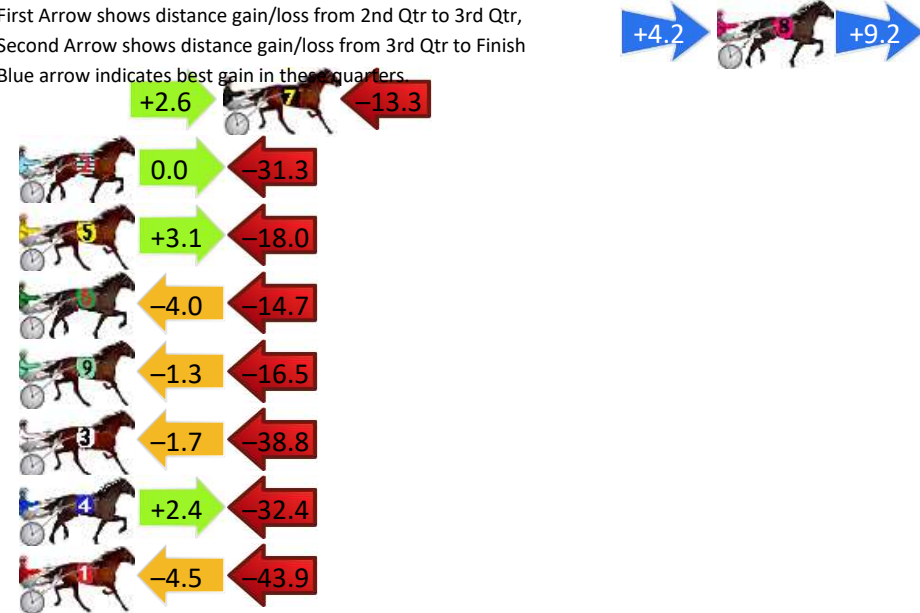 First Arrow shows distance gain/loss from 2nd Qtr to 3rd Qtr,
Second Arrow shows distance gain/loss from 3rd Qtr to Finish
Blue arrow indicates best gain in these quarters.
+4.2 8 +9.2
+2.6 7 –13.3
2 0.0 –31.3
5 +3.1 –18.0
6 –4.0 –14.7
9 –1.3 –16.5
3 –1.7 –38.8
4 +2.4 –32.4
1 –4.5 –43.9